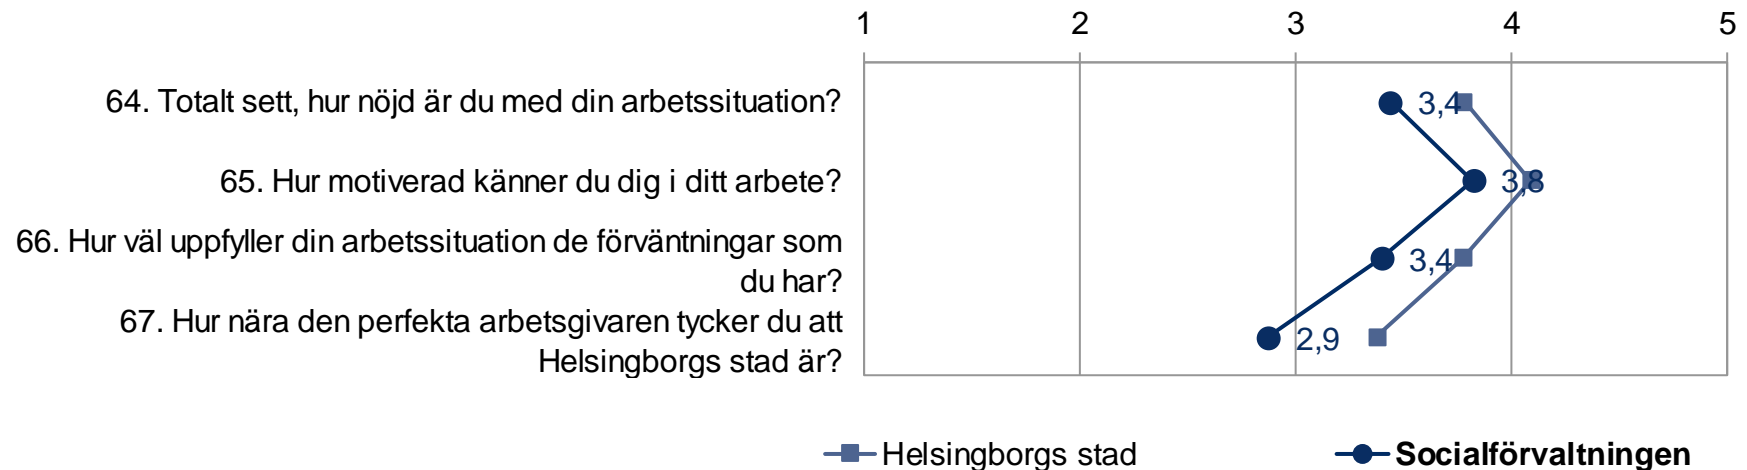 1 2 3 4 5
64. Totalt sett, hur nöjd är du med din arbetssituation?
3,4
65. Hur motiverad känner du dig i ditt arbete?
3,8
66. Hur väl uppfyller din arbetssituation de förväntningar som
du har?
3,4
67. Hur nära den perfekta arbetsgivaren tycker du att
Helsingborgs stad är?
2,9
Helsingborgs stad Socialförvaltningen